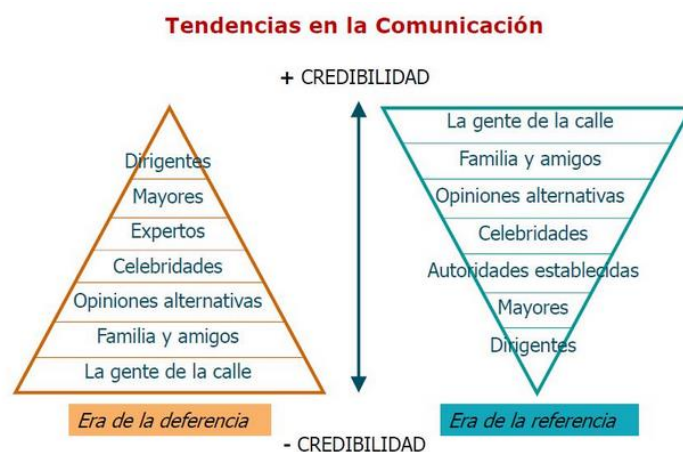 Tendencias en la Comunicación
+ CREDIBILIDAD
Dirigentes
Mayores
Expertos
Celebridades
Opiniones alternativas
Familia y amigos
La gente de la calle
Era de la deferencia
La gente de la calle
Familia y amigos
Opiniones alternativas
Celebridades
Autoridades establecidas
Mayores
Dirigentes
Era de la referencia
- CREDIBILIDAD